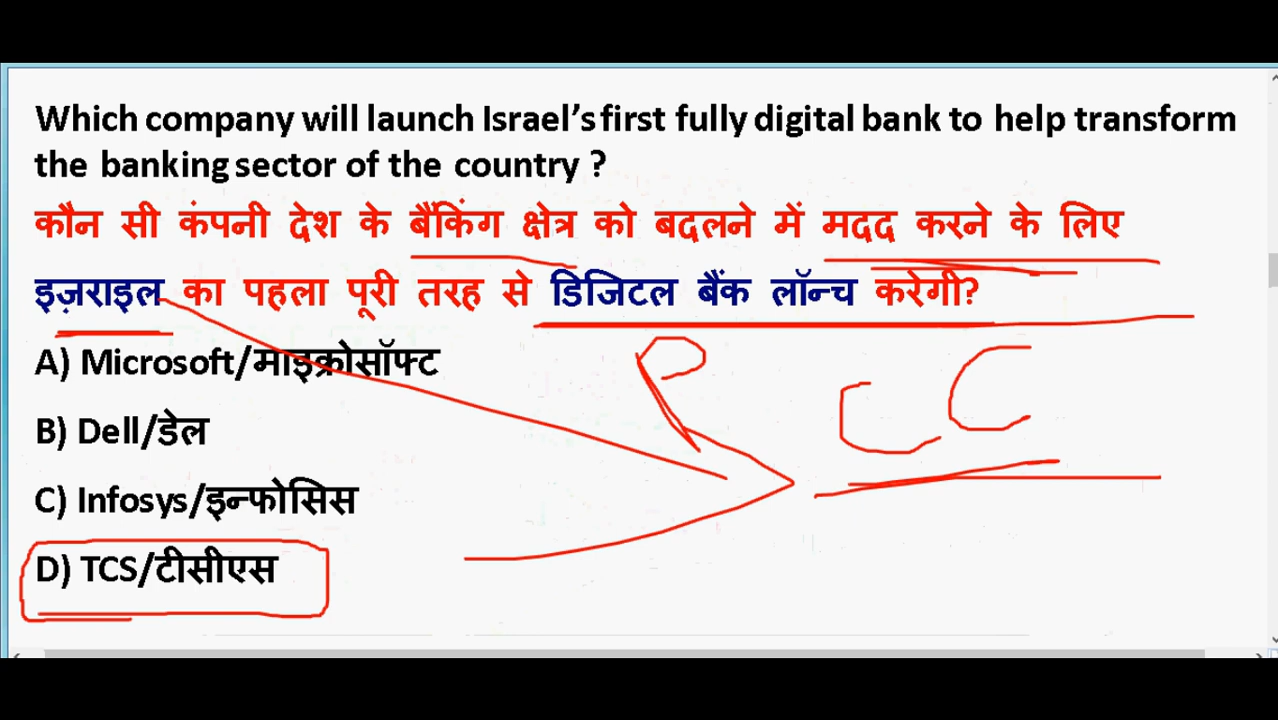 Which company will launch Israel's first fully digital bank to help transform
the banking sector of the country ?
कौन सी कंपनी देश के बैंकिंग क्षेत्र को बदलने में मदद करने के लिए
इज़राइल का पहला पूरी तरह से डिजिटल बैंक लॉन्च करेगी?
A) Microsoft/माइक्रोसॉफ्ट
B) Dell/डेल
C) Infosys/इन्फोसिस
D) TCS/टीसीएस